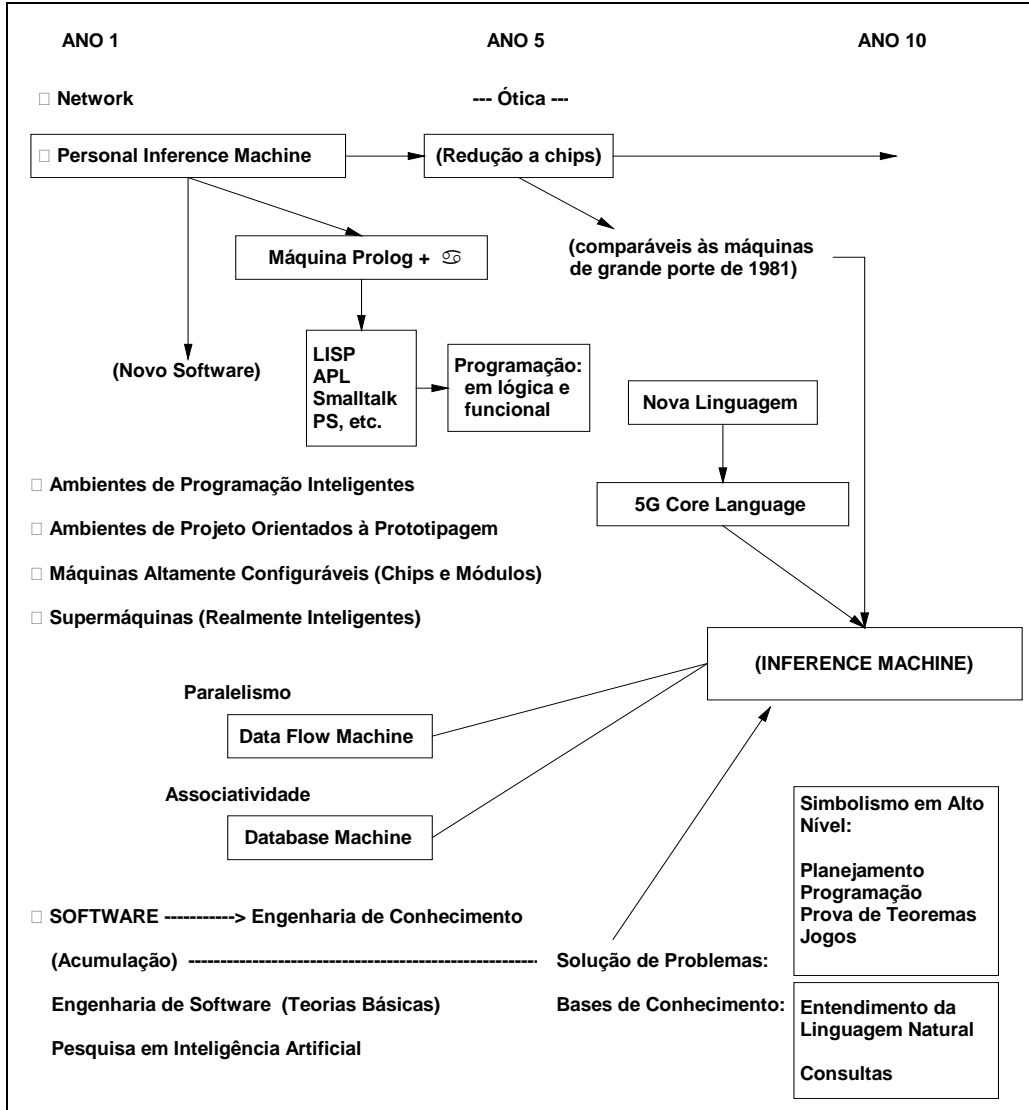 ANO 1 ANO 5 ANO 10
□ Network --- Ótica ---
□ Personal Inference Machine
(Redução a chips)
Máquina Prolog + ♋
(comparáveis às máquinas
de grande porte de 1981)
(Novo Software)
LISP
APL
Smalltalk
PS, etc.
Programação:
em lógica e
funcional
Nova Linguagem
5G Core Language
□ Ambientes de Programação Inteligentes
□ Ambientes de Projeto Orientados à Prototipagem
□ Máquinas Altamente Configuráveis (Chips e Módulos)
□ Supermáquinas (Realmente Inteligentes)
(INFERENCE MACHINE)
Paralelismo
Data Flow Machine
Associatividade
Database Machine
□ SOFTWARE -----------> Engenharia de Conhecimento
(Acumulação) ------------------------------------------------------- Solução de Problemas:
Engenharia de Software (Teorias Básicas) Bases de Conhecimento:
Pesquisa em Inteligência Artificial
Simbolismo em Alto
Nível:
Planejamento
Programação
Prova de Teoremas
Jogos
Entendimento da
Linguagem Natural
Consultas